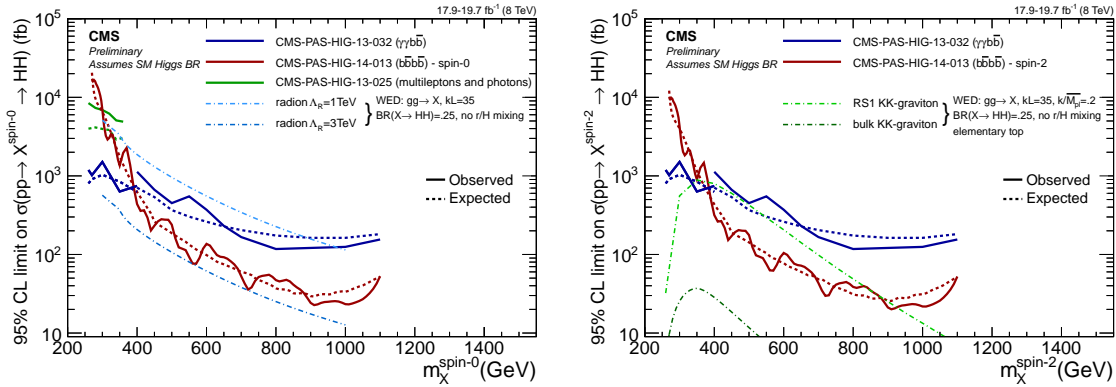 17.9-19.7 fb⁻¹ (8 TeV)
CMS
Preliminary
Assumes SM Higgs BR
CMS-PAS-HIG-13-032 (γγbb̅)
CMS-PAS-HIG-14-013 (bb̅bb̅) - spin-0
CMS-PAS-HIG-13-025 (multileptons and photons)
radion Λ_R=1TeV
radion Λ_R=3TeV
WED: gg→ X, kL=35
BR(X→ HH)=.25, no r/H mixing
Observed
Expected
95% CL limit on σ(pp→ X^spin-0 → HH) (fb)
10⁵
10⁴
10³
10²
10
200 400 600 800 1000 1200 1400
m_X^spin-0 (GeV)
17.9-19.7 fb⁻¹ (8 TeV)
CMS
Preliminary
Assumes SM Higgs BR
CMS-PAS-HIG-13-032 (γγbb̅)
CMS-PAS-HIG-14-013 (bb̅bb̅) - spin-2
RS1 KK-graviton
bulk KK-graviton
WED: gg→ X, kL=35, k/M̅_pl=.2
BR(X→ HH)=.25, no r/H mixing
elementary top
Observed
Expected
95% CL limit on σ(pp→ X^spin-2 → HH) (fb)
10⁵
10⁴
10³
10²
10
200 400 600 800 1000 1200 1400
m_X^spin-2 (GeV)